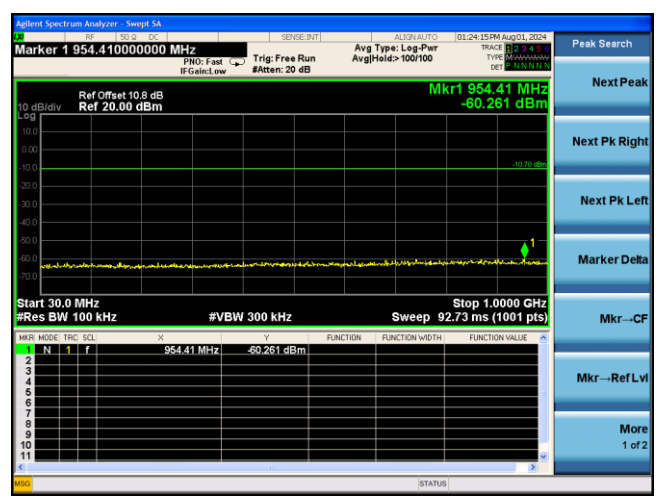 Agilent Spectrum Analyzer - Swept SA
LXI RF 50 Ω DC SENSE:INT ALIGN AUTO 01:24:15PM Aug 01, 2024
Marker 1 954.410000000 MHz
PNO: Fast
IFGain:Low
Trig: Free Run
#Atten: 20 dB
Avg Type: Log-Pwr
Avg|Hold:> 100/100
TRACE 1 2 3 4 5 6
TYPE M
DET P N N N N N
Peak Search
Next Peak
Next Pk Right
Next Pk Left
Marker Delta
Mkr→CF
Mkr→Ref Lvl
More
1 of 2
Mkr1 954.41 MHz
-60.261 dBm
Ref Offset 10.8 dB
10 dB/div Ref 20.00 dBm
Log
10.0
0.00
-10.0
-10.70 dBm
-20.0
-30.0
-40.0
-50.0
1
-60.0
-70.0
Start 30.0 MHz Stop 1.0000 GHz
#Res BW 100 kHz #VBW 300 kHz Sweep 92.73 ms (1001 pts)
MKR MODE TRC SCL X Y FUNCTION FUNCTION WIDTH FUNCTION VALUE
1 N 1 f 954.41 MHz -60.261 dBm
2
3
4
5
6
7
8
9
10
11
MSG STATUS